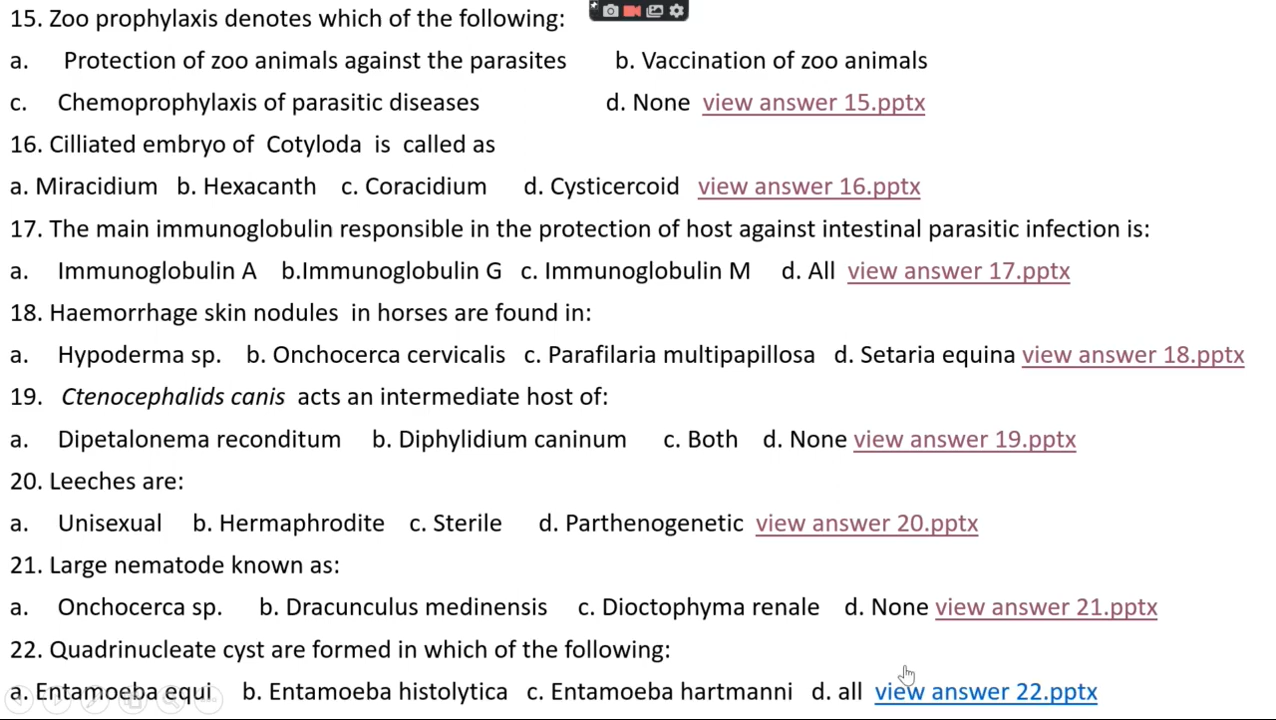 15. Zoo prophylaxis denotes which of the following:
a. Protection of zoo animals against the parasites b. Vaccination of zoo animals
c. Chemoprophylaxis of parasitic diseases d. None view answer 15.pptx
16. Cilliated embryo of Cotyloda is called as
a. Miracidium b. Hexacanth c. Coracidium d. Cysticercoid view answer 16.pptx
17. The main immunoglobulin responsible in the protection of host against intestinal parasitic infection is:
a. Immunoglobulin A b.Immunoglobulin G c. Immunoglobulin M d. All view answer 17.pptx
18. Haemorrhage skin nodules in horses are found in:
a. Hypoderma sp. b. Onchocerca cervicalis c. Parafilaria multipapillosa d. Setaria equina view answer 18.pptx
19. Ctenocephalids canis acts an intermediate host of:
a. Dipetalonema reconditum b. Diphylidium caninum c. Both d. None view answer 19.pptx
20. Leeches are:
a. Unisexual b. Hermaphrodite c. Sterile d. Parthenogenetic view answer 20.pptx
21. Large nematode known as:
a. Onchocerca sp. b. Dracunculus medinensis c. Dioctophyma renale d. None view answer 21.pptx
22. Quadrinucleate cyst are formed in which of the following:
a. Entamoeba equi b. Entamoeba histolytica c. Entamoeba hartmanni d. all view answer 22.pptx